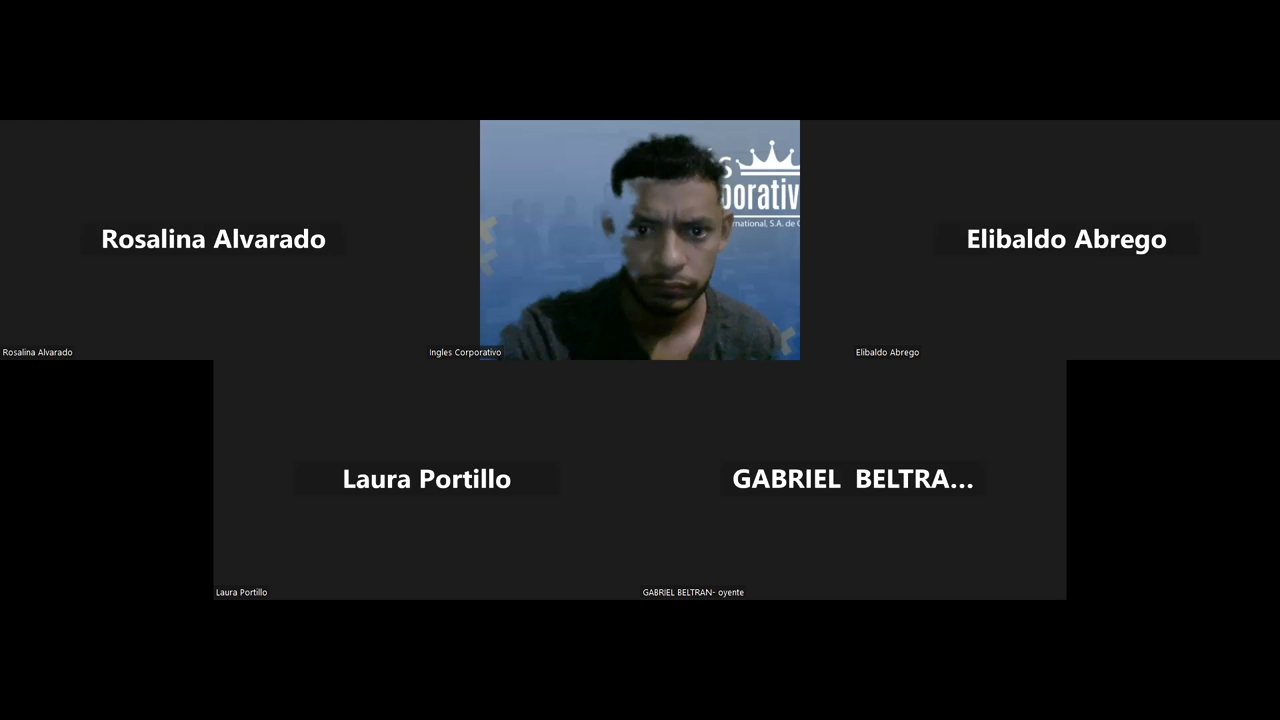 Rosalina Alvarado
Elibaldo Abrego
Rosalina Alvarado
Ingles Corporativo
Elibaldo Abrego
Laura Portillo
GABRIEL BELTRA...
Laura Portillo
GABRIEL BELTRAN- oyente